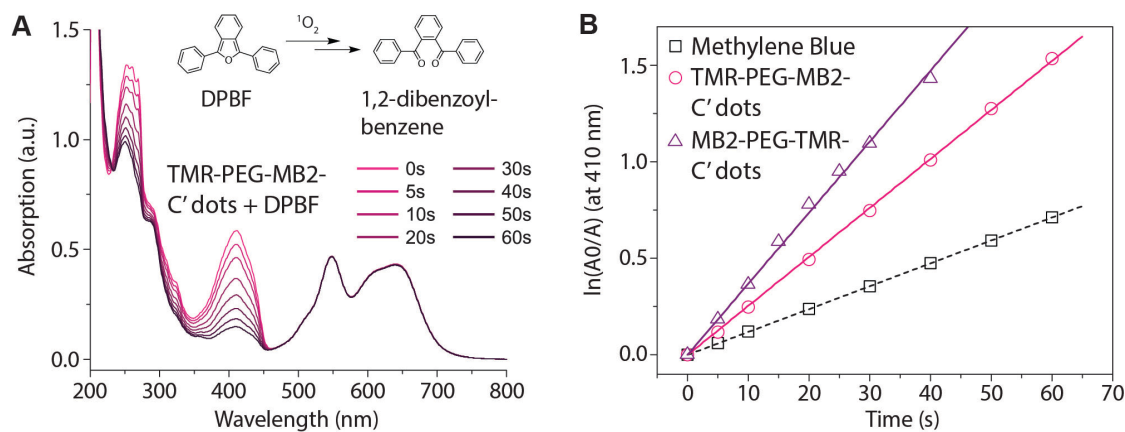 A
1.5
1.0
0.5
0.0
Absorption (a.u.)
200 300 400 500 600 700 800
Wavelength (nm)
O
DPBF
¹O₂
O O
1,2-dibenzoyl-
benzene
TMR-PEG-MB2-
C′ dots + DPBF
0s 30s
5s 40s
10s 50s
20s 60s
B
1.5
1.0
0.5
0.0
ln(A0/A) (at 410 nm)
0 10 20 30 40 50 60 70
Time (s)
Methylene Blue
TMR-PEG-MB2-
C′ dots
MB2-PEG-TMR-
C′ dots